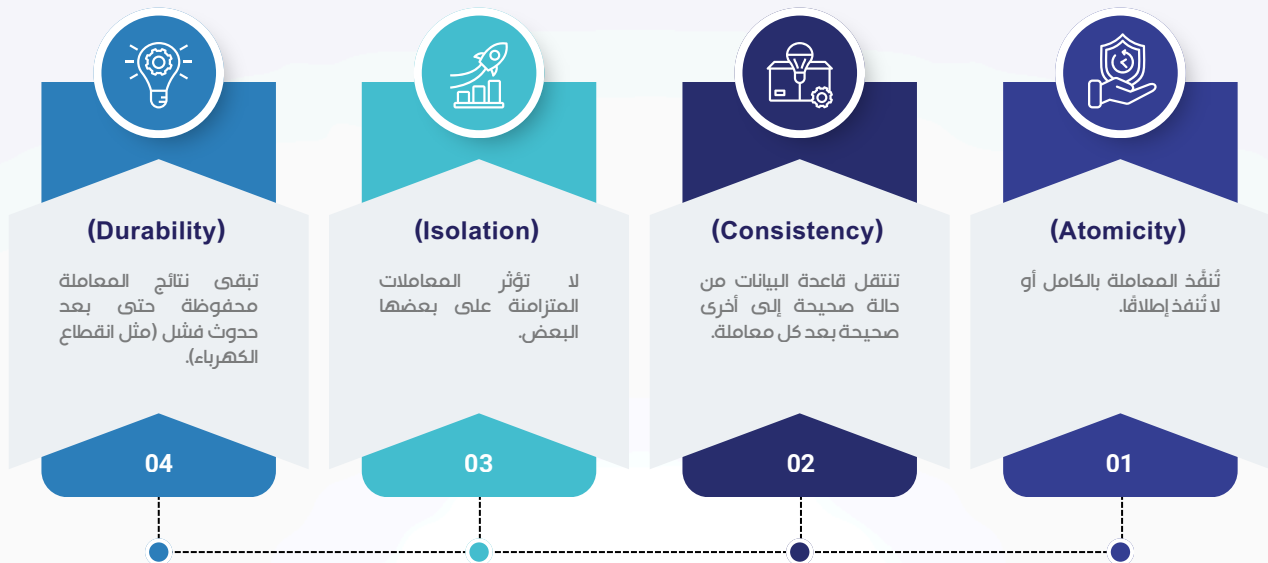 (Atomicity)
تُنفَّذ المعاملة بالكامل أو
لا تُنفذ إطلاقًا.
01
(Consistency)
تنتقل قاعدة البيانات من
حالة صحيحة إلى أخرى
صحيحة بعد كل معاملة.
02
(Isolation)
لا تؤثر المعاملات
المتزامنة على بعضها
البعض.
03
(Durability)
تبقى نتائج المعاملة
محفوظة حتى بعد
حدوث فشل (مثل انقطاع
الكهرباء).
04